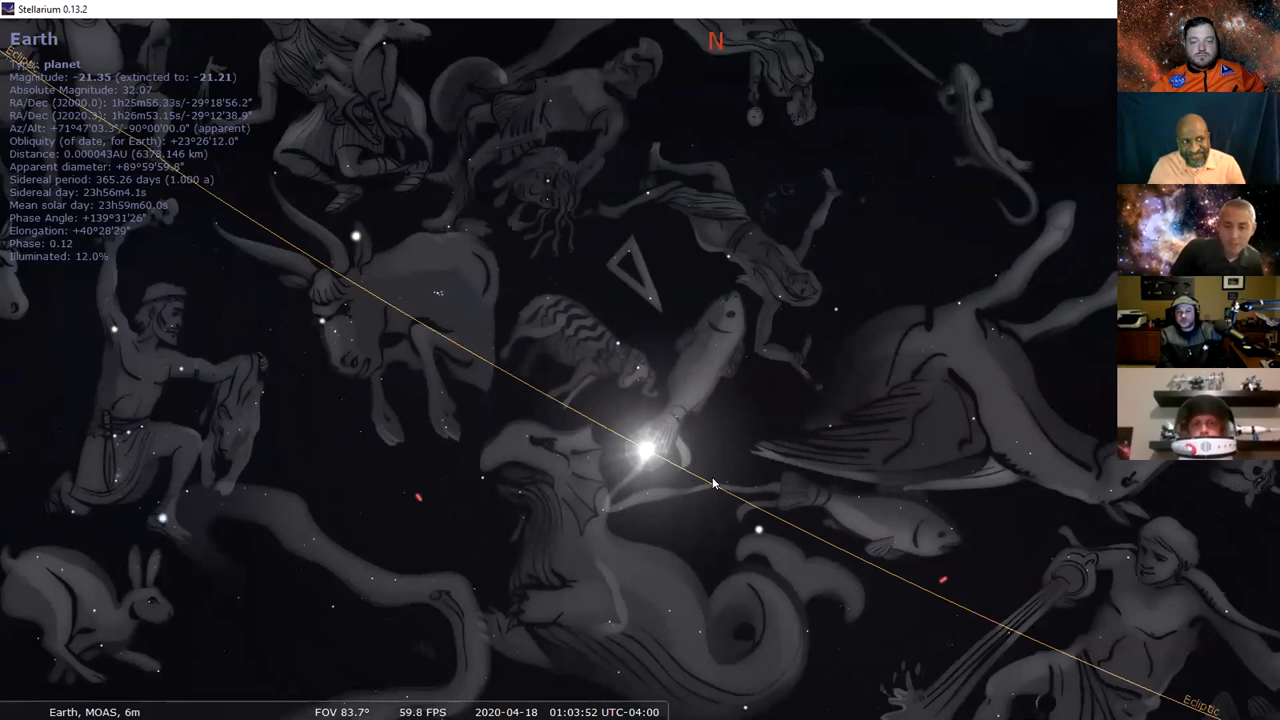 Stellarium 0.13.2
Earth
Ecliptic
Type: planet
Magnitude: -21.35 (extincted to: -21.21)
Absolute Magnitude: 32.07
RA/Dec (J2000.0): 1h25m56.33s/-29°18'56.2"
RA/Dec (J2020.3): 1h26m53.15s/-29°12'38.9"
Az/Alt: +71°47'03.3"/-90°00'00.0" (apparent)
Obliquity (of date, for Earth): +23°26'12.0"
Distance: 0.000043AU (6373.146 km)
Apparent diameter: +89°59'59.8"
Sidereal period: 365.26 days (1.000 a)
Sidereal day: 23h56m4.1s
Mean solar day: 23h59m60.0s
Phase Angle: +139°31'26"
Elongation: +40°28'29"
Phase: 0.12
Illuminated: 12.0%
N
Ecliptic
Earth, MOAS, 6m FOV 83.7° 59.8 FPS 2020-04-18 01:03:52 UTC-04:00